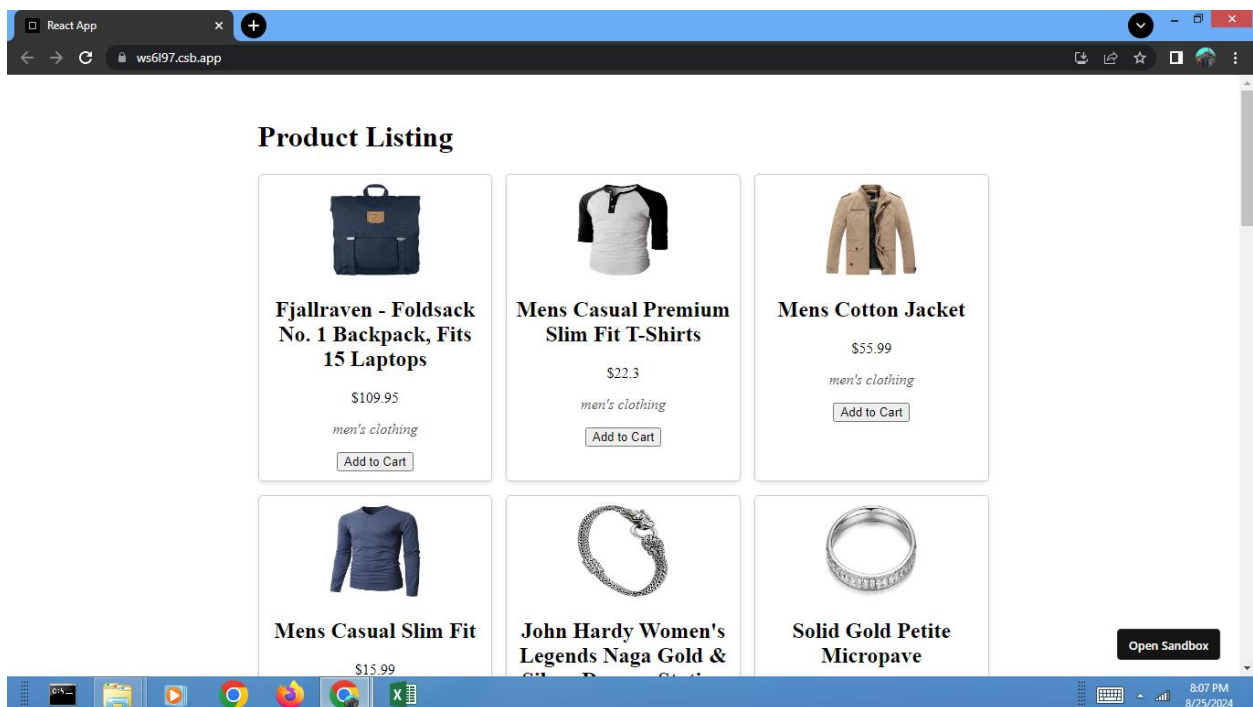 React App
ws6l97.csb.app
Product Listing
Fjallraven - Foldsack
No. 1 Backpack, Fits
15 Laptops
$109.95
men's clothing
Add to Cart
Mens Casual Premium
Slim Fit T-Shirts
$22.3
men's clothing
Add to Cart
Mens Cotton Jacket
$55.99
men's clothing
Add to Cart
Mens Casual Slim Fit
$15.99
John Hardy Women's
Legends Naga Gold &
Solid Gold Petite
Micropave
Open Sandbox
8:07 PM
8/25/2024